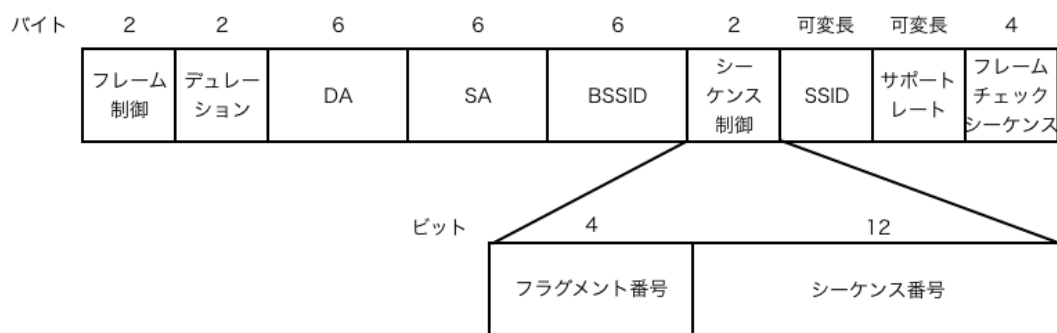 バイト 2 2 6 6 6 2 可変長 可変長 4
フレーム
制御
デュレー
ション
DA
SA
BSSID
シー
ケンス
制御
SSID
サポート
レート
フレーム
チェック
シーケンス
ビット 4 12
フラグメント番号
シーケンス番号